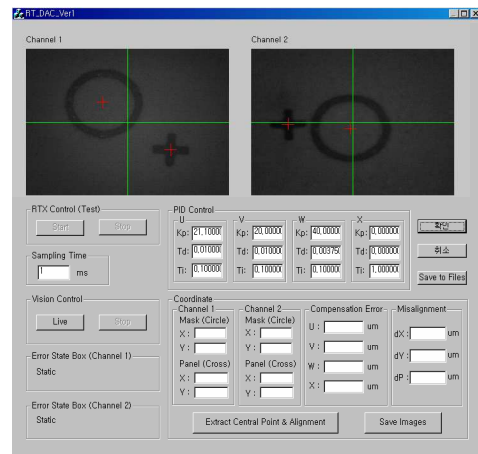 RT_DAC_Ver1
Channel 1
Channel 2
RTX Control (Test)
Start
Stop
Sampling Time
1
ms
Vision Control
Live
Stop
Error State Box (Channel 1)
Static
Error State Box (Channel 2)
Static
PID Control
U
V
W
X
Kp: 21,10000
Kp: 20,0000
Kp: 40,0000
Kp: 0,00000
Td: 0,01000
Td: 0,01000
Td: 0,00375
Td: 0,00000
Ti: 0,10000
Ti: 0,10000
Ti: 0,10000
Ti: 1,00000
확인
취소
Save to Files
Coordinate
Channel 1
Mask (Circle)
X :
Y :
Panel (Cross)
X :
Y :
Channel 2
Mask (Circle)
X :
Y :
Panel (Cross)
X :
Y :
Compensation Error
U : um
V : um
W : um
X : um
Misalignment
dX : um
dY : um
dP : um
Extract Central Point & Alignment
Save Images